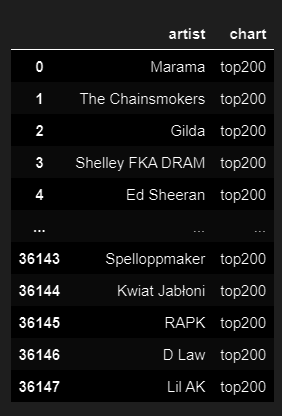 artist chart
0 Marama top200
1 The Chainsmokers top200
2 Gilda top200
3 Shelley FKA DRAM top200
4 Ed Sheeran top200
... ... ...
36143 Spelloppmaker top200
36144 Kwiat Jabłoni top200
36145 RAPK top200
36146 D Law top200
36147 Lil AK top200